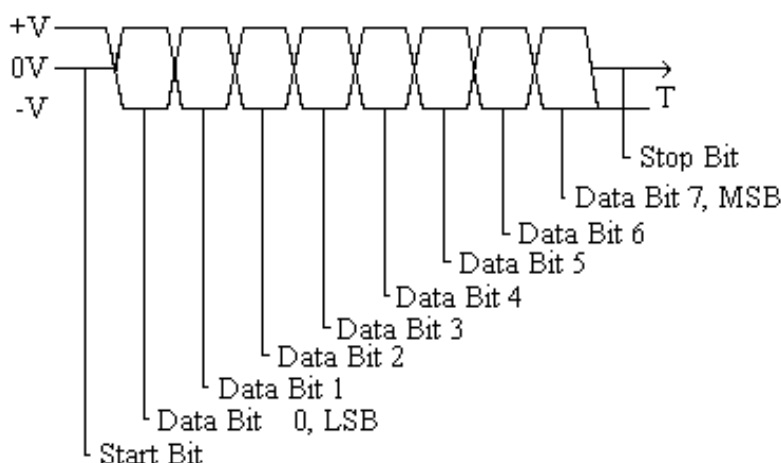 +V
0V
-V
T
Stop Bit
Data Bit 7, MSB
Data Bit 6
Data Bit 5
Data Bit 4
Data Bit 3
Data Bit 2
Data Bit 1
Data Bit 0, LSB
Start Bit